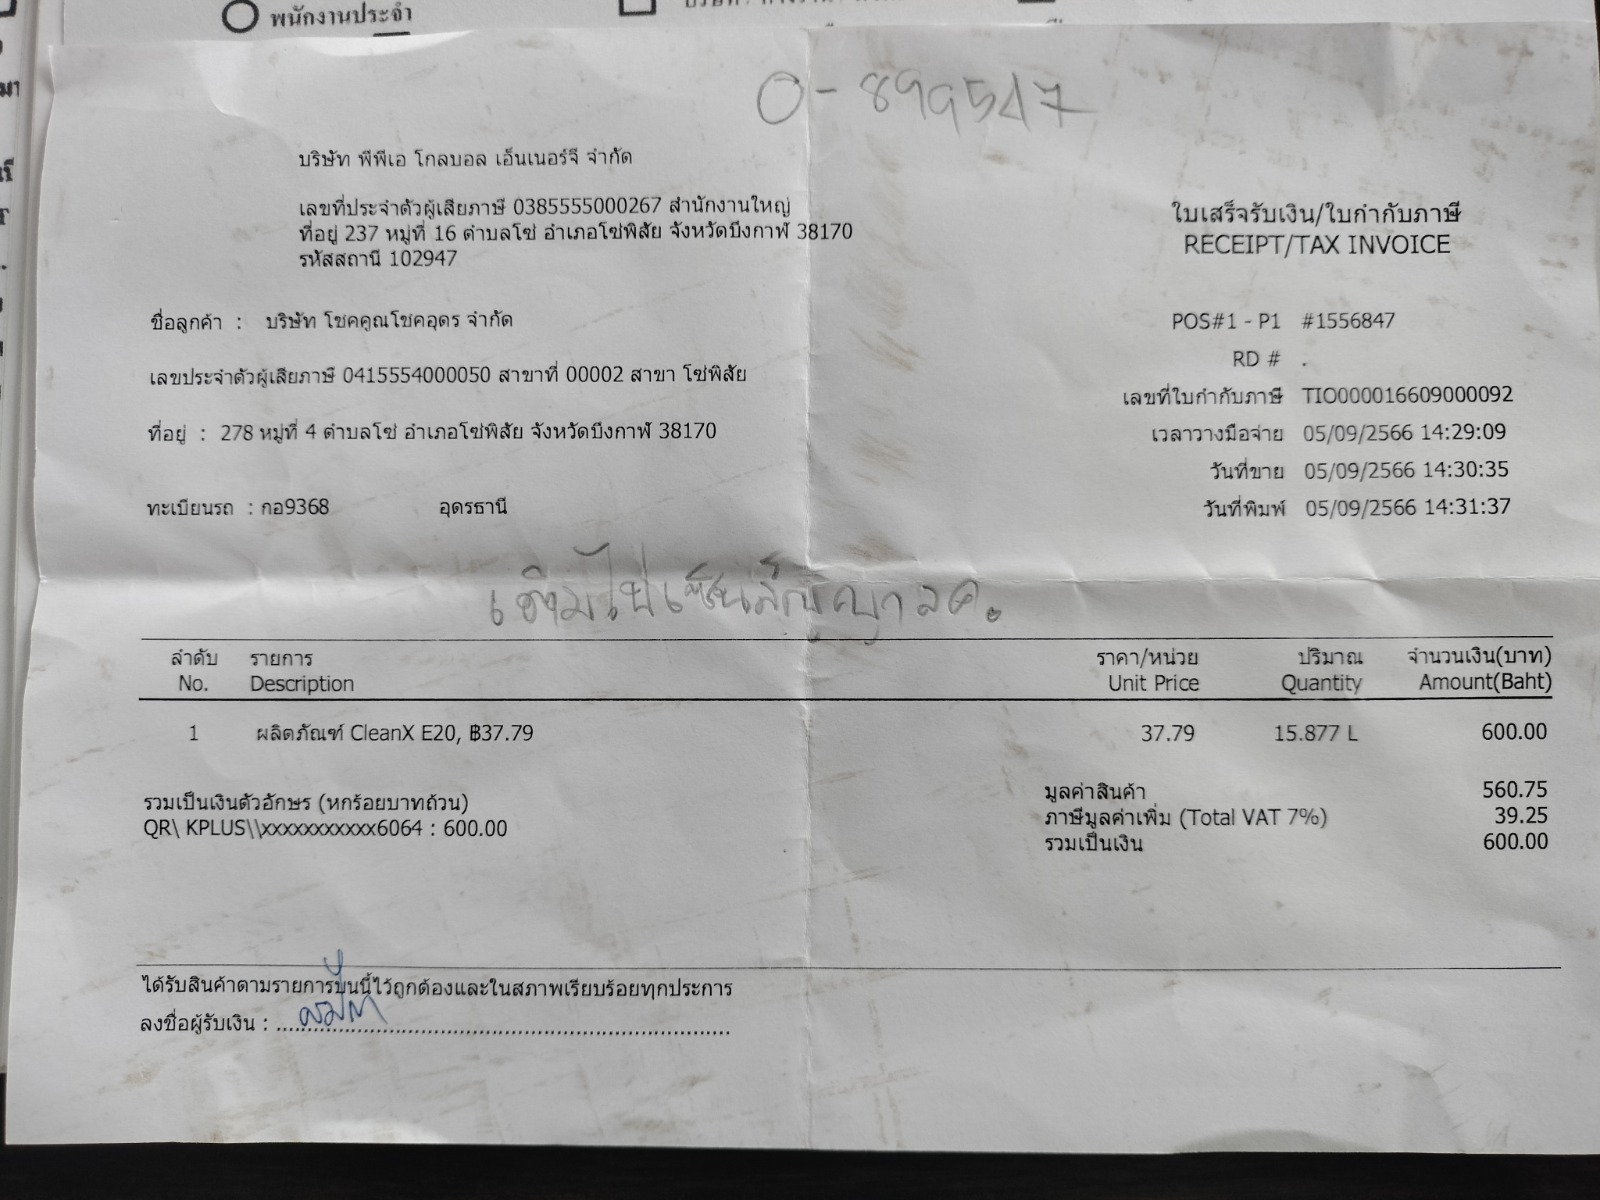 พนักงานประจำ
0-899547
บริษัท พีพีเอ โกลบอล เอ็นเนอร์จี จำกัด
เลขที่ประจำตัวผู้เสียภาษี 0385555000267 สำนักงานใหญ่
ที่อยู่ 237 หมู่ที่ 16 ตำบลโซ่ อำเภอโซ่พิสัย จังหวัดบึงกาฬ 38170
รหัสสถานี 102947
ใบเสร็จรับเงิน/ใบกำกับภาษี
RECEIPT/TAX INVOICE
ชื่อลูกค้า : บริษัท โชคคูณโชคอุดร จำกัด
เลขประจำตัวผู้เสียภาษี 0415554000050 สาขาที่ 00002 สาขา โซ่พิสัย
ที่อยู่ : 278 หมู่ที่ 4 ตำบลโซ่ อำเภอโซ่พิสัย จังหวัดบึงกาฬ 38170
ทะเบียนรถ : กอ9368 อุดรธานี
POS#1 - P1 #1556847
RD # .
เลขที่ใบกำกับภาษี TIO000016609000092
เวลาวางมือจ่าย 05/09/2566 14:29:09
วันที่ขาย 05/09/2566 14:30:35
วันที่พิมพ์ 05/09/2566 14:31:37
เติมไปเซ็นสัญญาลค.
ลำดับ รายการ ราคา/หน่วย ปริมาณ จำนวนเงิน(บาท)
No. Description Unit Price Quantity Amount(Baht)
1 ผลิตภัณฑ์ CleanX E20, ฿37.79 37.79 15.877 L 600.00
รวมเป็นเงินตัวอักษร (หกร้อยบาทถ้วน)
QR\ KPLUS\\xxxxxxxxxxx6064 : 600.00
มูลค่าสินค้า 560.75
ภาษีมูลค่าเพิ่ม (Total VAT 7%) 39.25
รวมเป็นเงิน 600.00
ได้รับสินค้าตามรายการบนนี้ไว้ถูกต้องและในสภาพเรียบร้อยทุกประการ
ลงชื่อผู้รับเงิน : ........................................................................